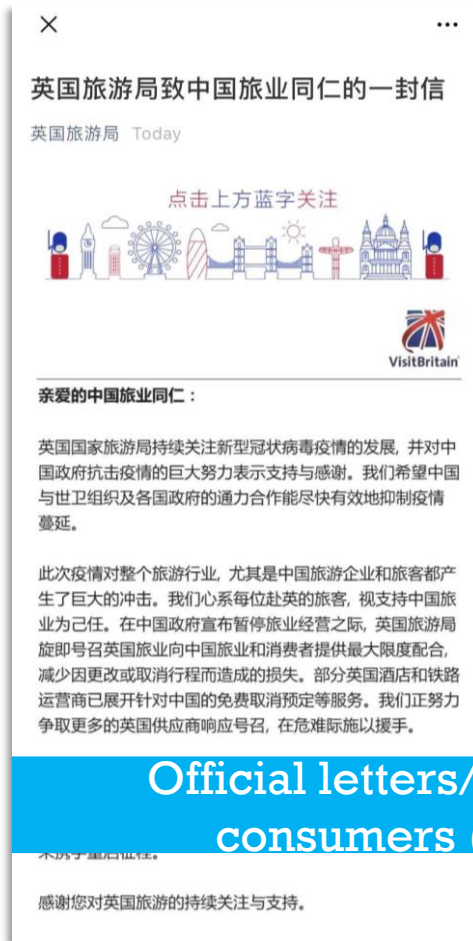 英国旅游局致中国旅业同仁的一封信
英国旅游局 Today
点击上方蓝字关注
VisitBritain
亲爱的中国旅业同仁：
英国国家旅游局持续关注新型冠状病毒疫情的发展, 并对中
国政府抗击疫情的巨大努力表示支持与感谢。我们希望中国
与世卫组织及各国政府的通力合作能尽快有效地抑制疫情
蔓延。
此次疫情对整个旅游行业, 尤其是中国旅游企业和旅客都产
生了巨大的冲击。我们心系每位赴英的旅客, 视支持中国旅
业为己任。在中国政府宣布暂停旅业经营之际, 英国旅游局
旋即号召英国旅业向中国旅业和消费者提供最大限度配合,
减少因更改或取消行程而造成的损失。部分英国酒店和铁路
运营商已展开针对中国的免费取消预定等服务。我们正努力
争取更多的英国供应商响应号召, 在危难际施以援手。
Official letters/
consumers (
感谢您对英国旅游的持续关注与支持。